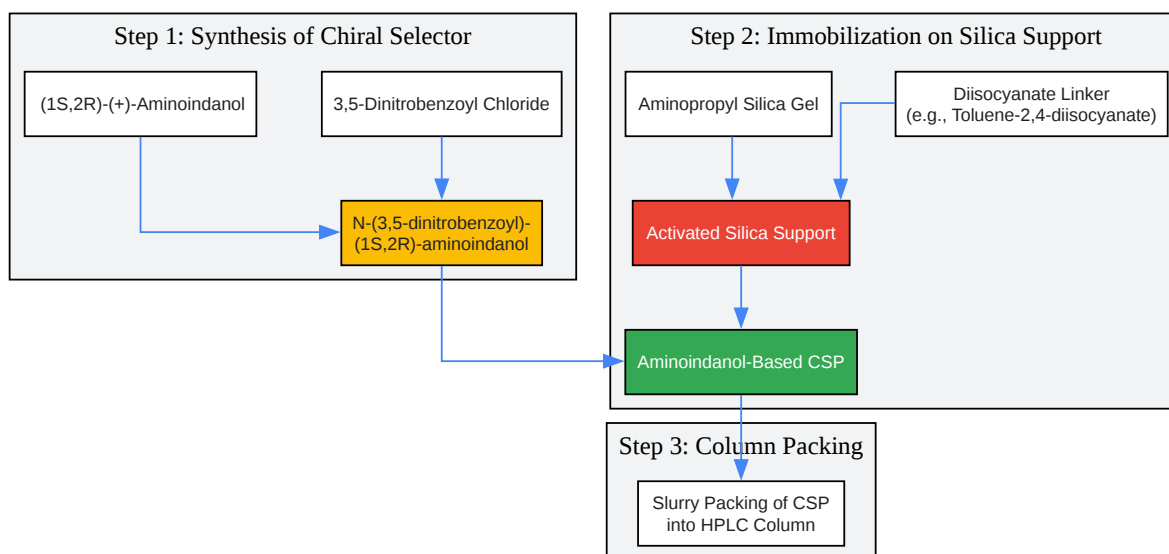 Step 1: Synthesis of Chiral Selector
(1S,2R)-(+)-Aminoindanol
3,5-Dinitrobenzoyl Chloride
N-(3,5-dinitrobenzoyl)-
(1S,2R)-aminoindanol
Step 2: Immobilization on Silica Support
Aminopropyl Silica Gel
Diisocyanate Linker
(e.g., Toluene-2,4-diisocyanate)
Activated Silica Support
Aminoindanol-Based CSP
Step 3: Column Packing
Slurry Packing of CSP
into HPLC Column